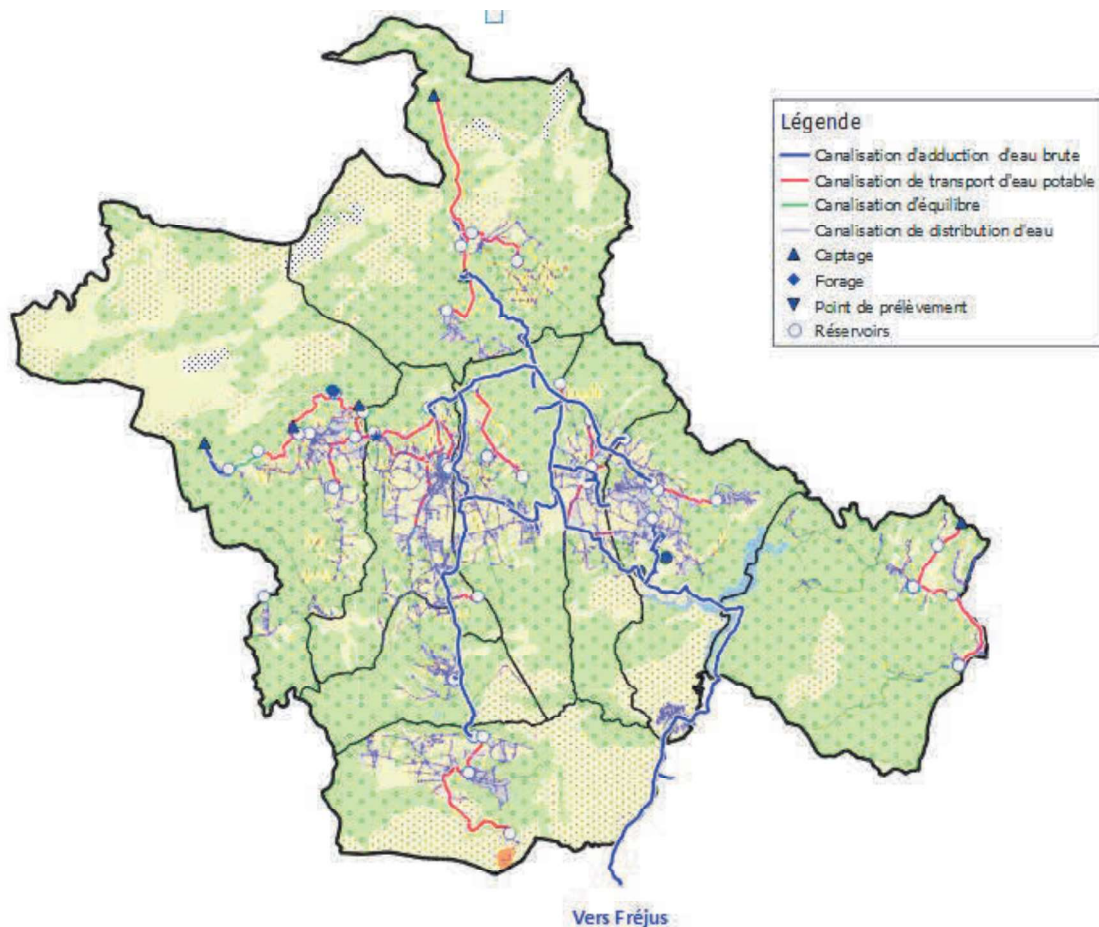 Légende
Canalisation d'adduction d'eau brute
Canalisation de transport d'eau potable
Canalisation d'équilibre
Canalisation de distribution d'eau
Captage
Forage
Point de prélèvement
Réservoirs
Vers Fréjus